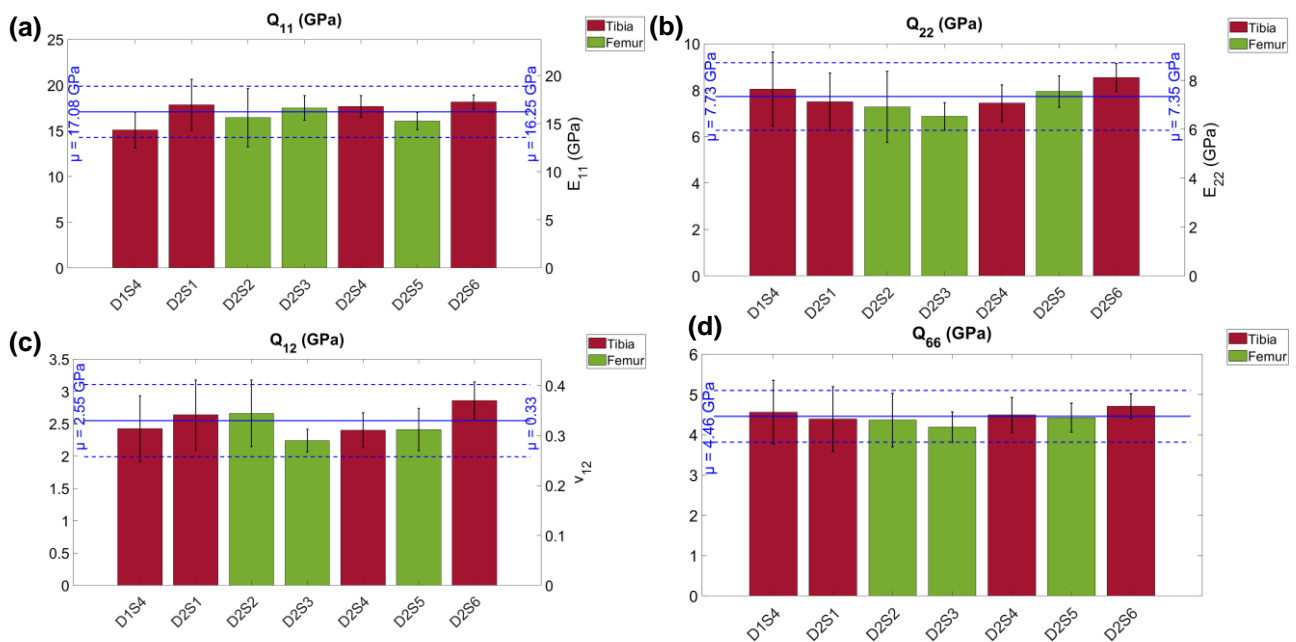 (a)
Q11 (GPa)
Tibia
Femur
25
20
15
10
5
0
20
15
10
5
0
μ = 17.08 GPa
μ = 16.25 GPa
E11 (GPa)
D1S4
D2S1
D2S2
D2S3
D2S4
D2S5
D2S6
(b)
Q22 (GPa)
Tibia
Femur
10
8
6
4
2
0
8
6
4
2
0
μ = 7.73 GPa
μ = 7.35 GPa
E22 (GPa)
D1S4
D2S1
D2S2
D2S3
D2S4
D2S5
D2S6
(c)
Q12 (GPa)
Tibia
Femur
3.5
3
2.5
2
1.5
1
0.5
0
0.4
0.3
0.2
0.1
0
μ = 2.55 GPa
μ = 0.33
ν12
D1S4
D2S1
D2S2
D2S3
D2S4
D2S5
D2S6
(d)
Q66 (GPa)
Tibia
Femur
6
5
4
3
2
1
0
μ = 4.46 GPa
D1S4
D2S1
D2S2
D2S3
D2S4
D2S5
D2S6